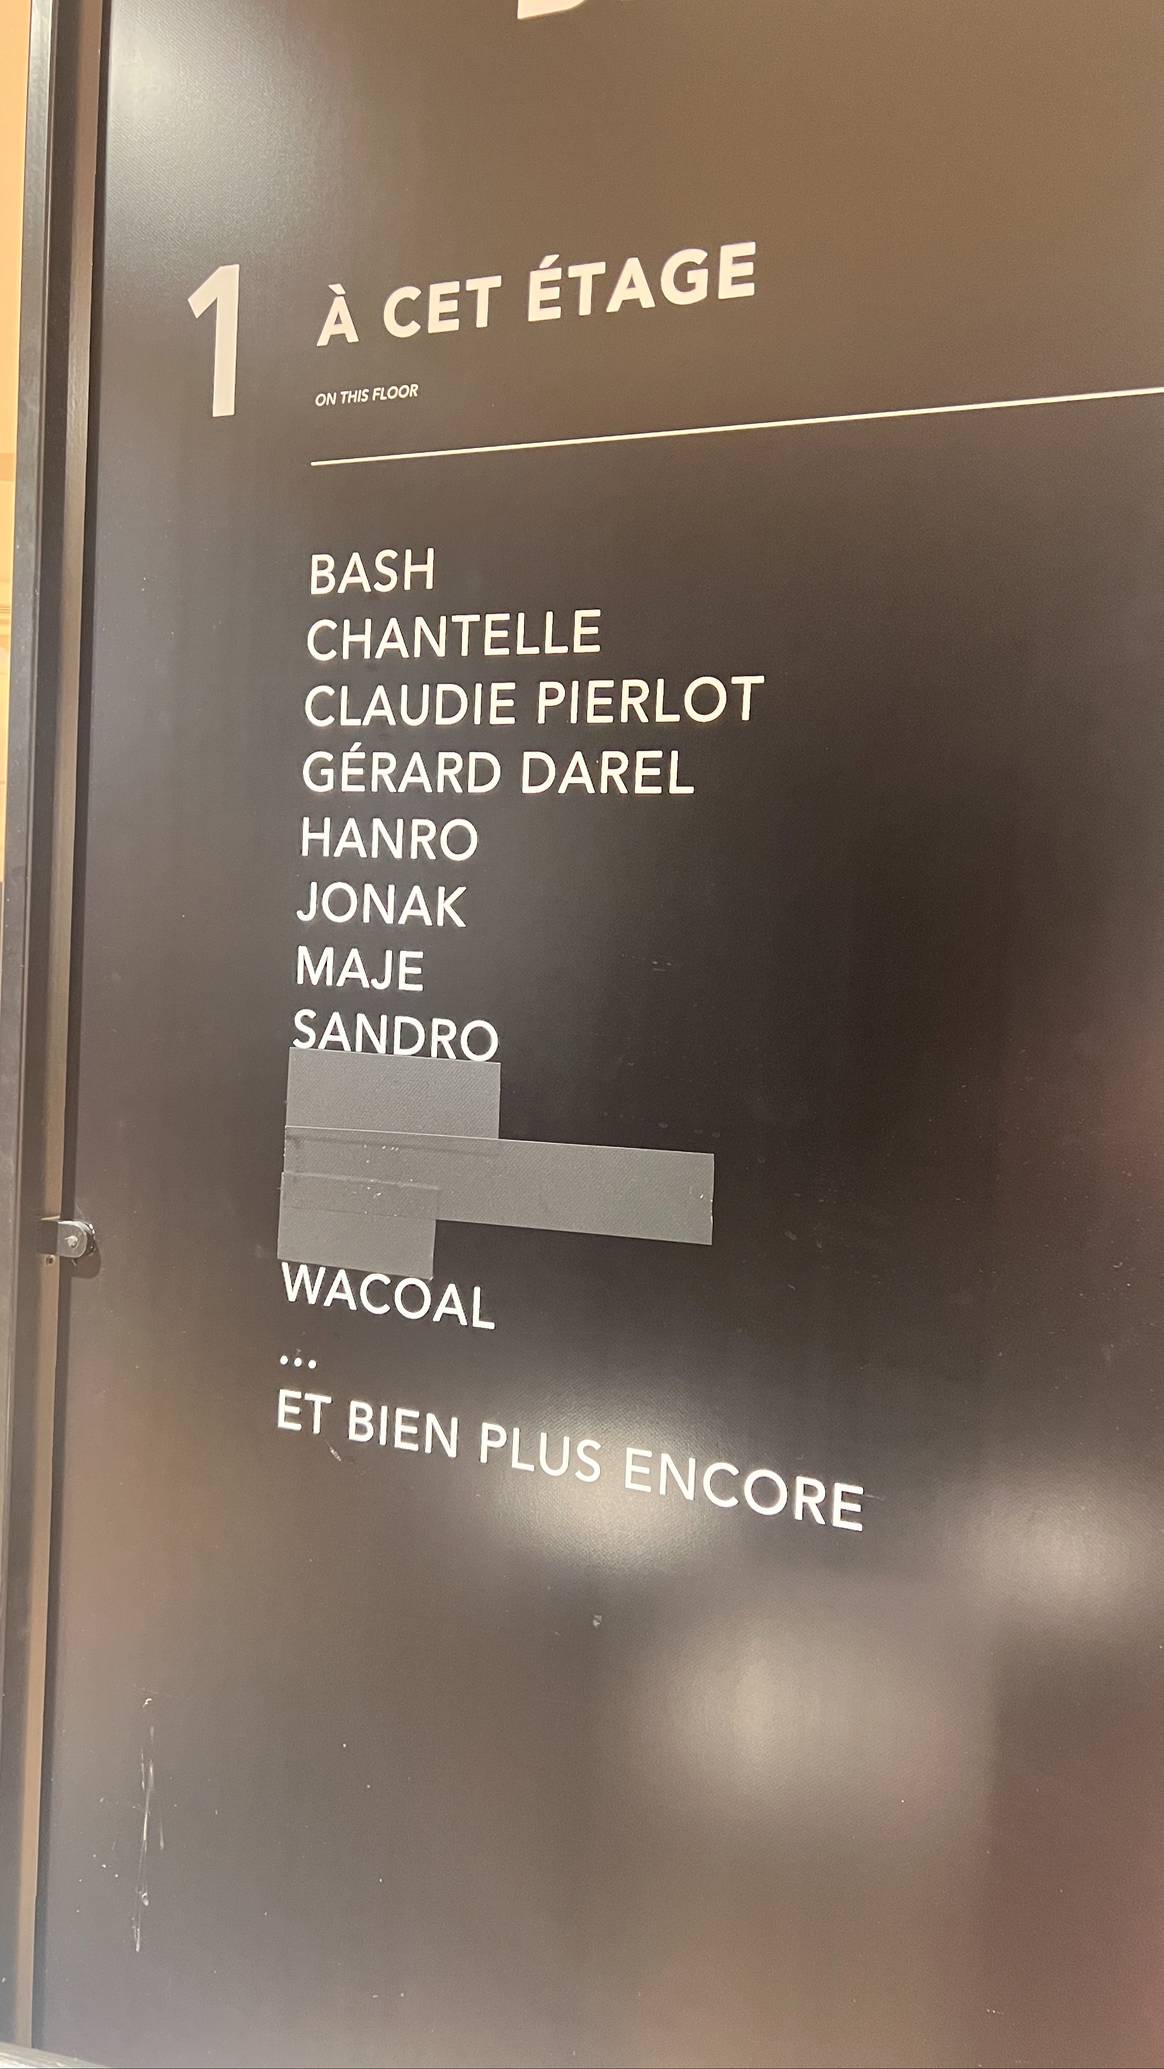 1 À CET ÉTAGE
ON THIS FLOOR
BASH
CHANTELLE
CLAUDIE PIERLOT
GÉRARD DAREL
HANRO
JONAK
MAJE
SANDRO
WACOAL
...
ET BIEN PLUS ENCORE